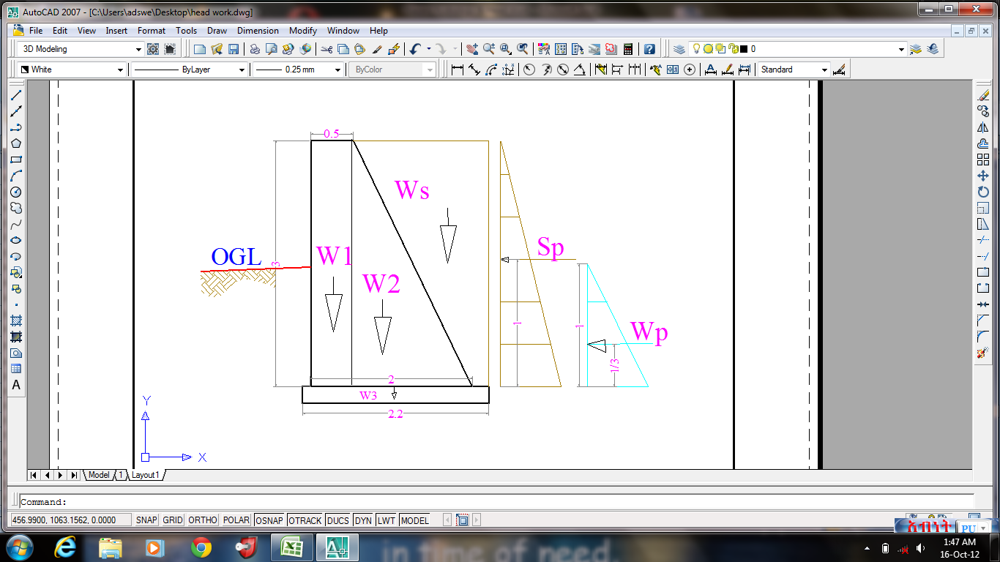 AutoCAD 2007 - [C:\Users\adswe\Desktop\head work.dwg]
File Edit View Insert Format Tools Draw Dimension Modify Window Help
3D Modeling 0
White ByLayer 0.25 mm ByColor Standard
0.5
Ws
Sp
OGL
3
W1
W2
1
1
Wp
1/3
2
W3
2.2
Y
X
Model 1 Layout1
Command:
456.9900, 1063.1562, 0.0000 SNAP GRID ORTHO POLAR OSNAP OTRACK DUCS DYN LWT MODEL
PU
n time of need.
1:47 AM
16-Oct-12